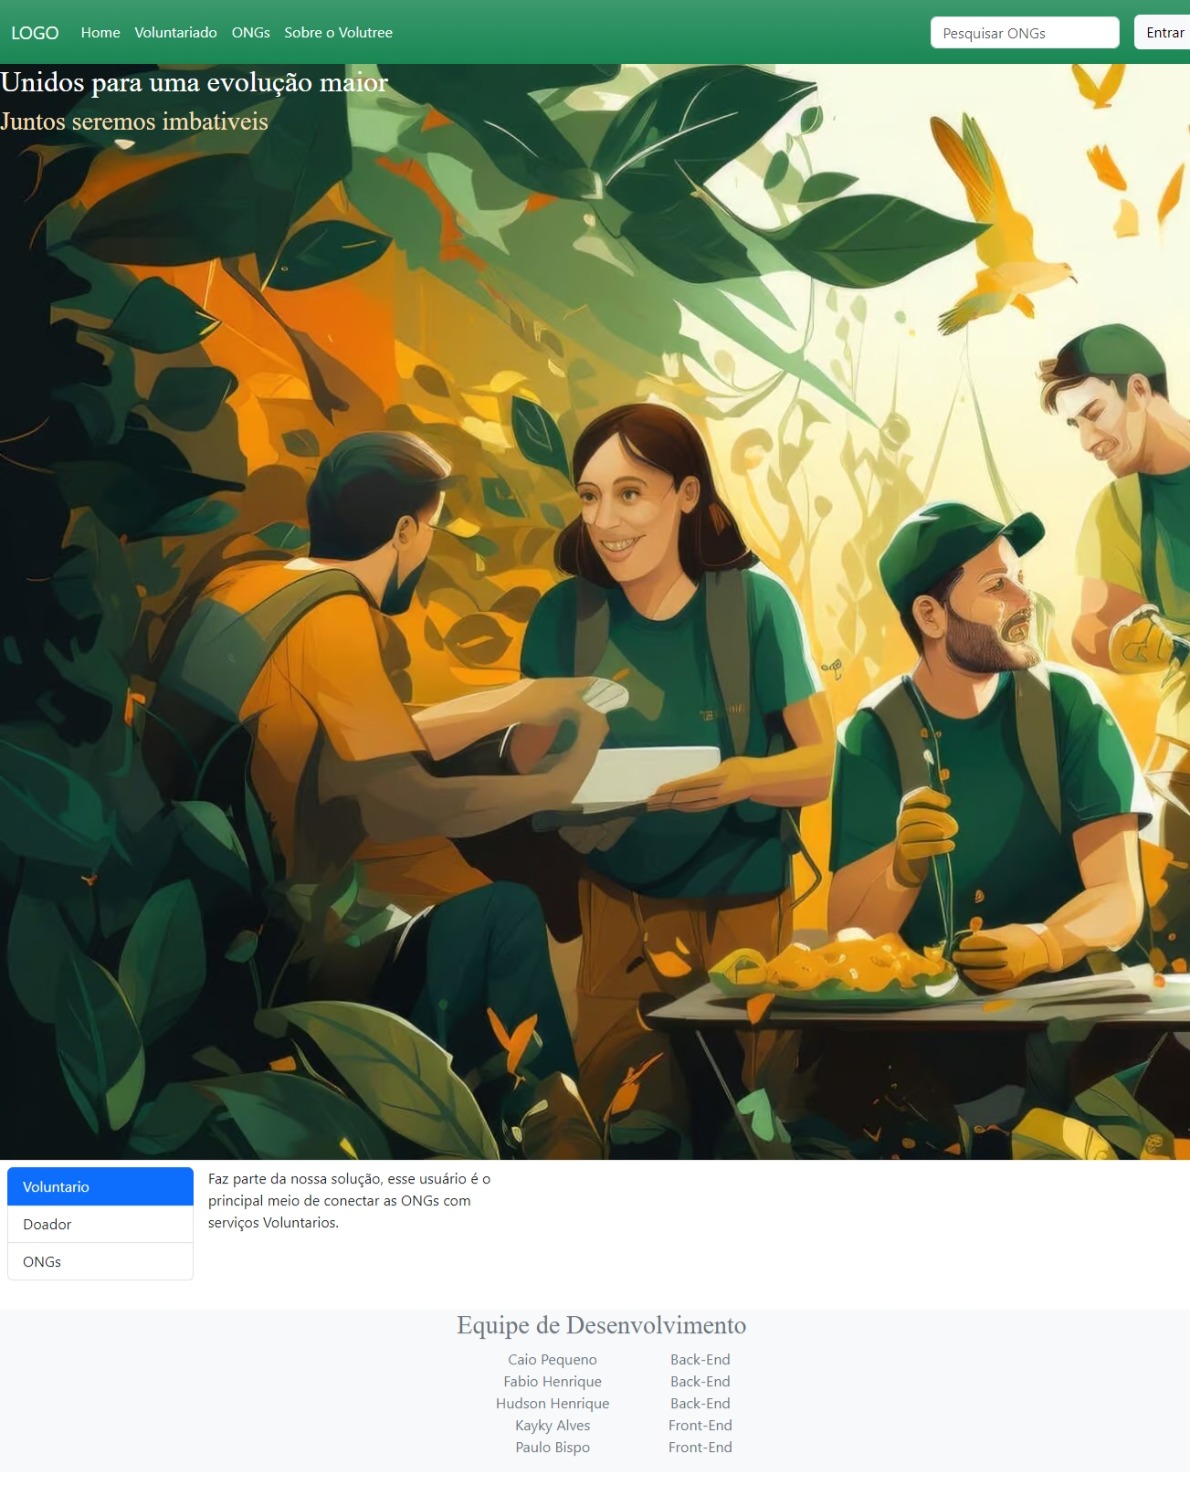 LOGO Home Voluntariado ONGs Sobre o Volutree Pesquisar ONGs Entrar
Unidos para uma evolução maior
Juntos seremos imbativeis
Voluntario
Doador
ONGs
Faz parte da nossa solução, esse usuário é o
principal meio de conectar as ONGs com
serviços Voluntarios.
Equipe de Desenvolvimento
Caio Pequeno Back-End
Fabio Henrique Back-End
Hudson Henrique Back-End
Kayky Alves Front-End
Paulo Bispo Front-End